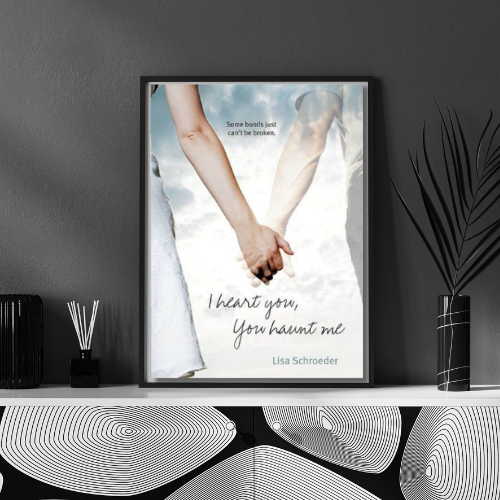 Some bonds just
can't be broken.
I heart you,
You haunt me
Lisa Schroeder